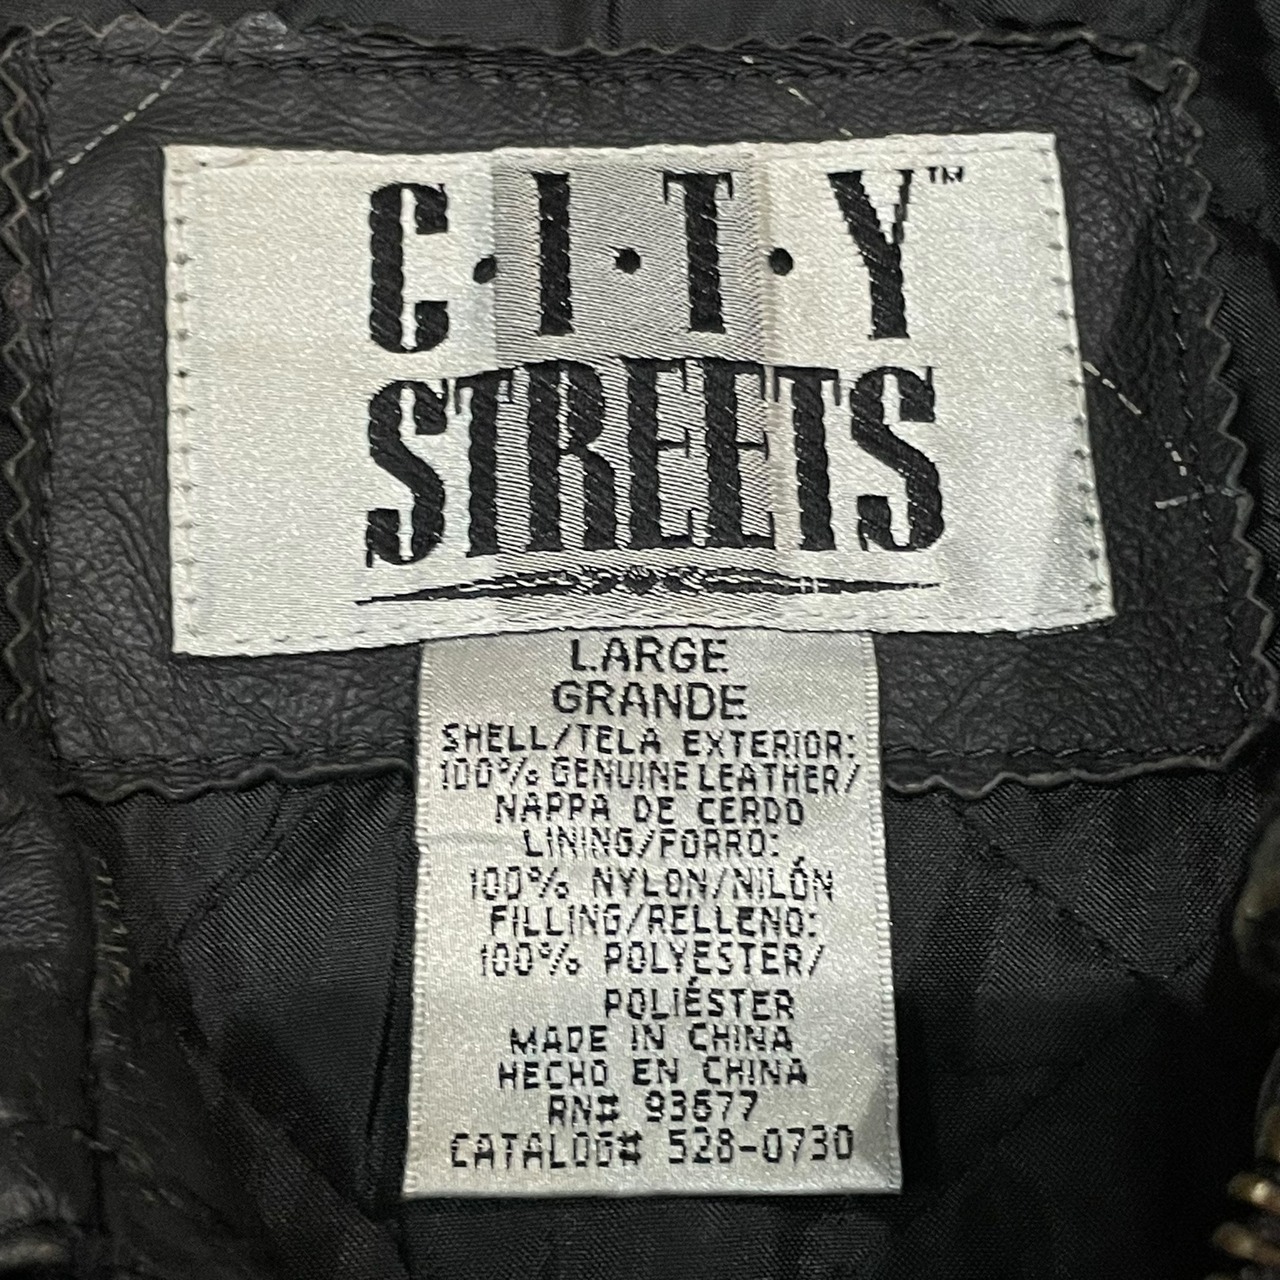 C·I·T·Y™
STREETS
LARGE
GRANDE
SHELL/TELA EXTERIOR:
100% GENUINE LEATHER/
NAPPA DE CERDO
LINING/FORRO:
100% NYLON/NILÓN
FILLING/RELLENO:
100% POLYESTER/
POLIÉSTER
MADE IN CHINA
HECHO EN CHINA
RN# 93677
CATALOG# 528-0730